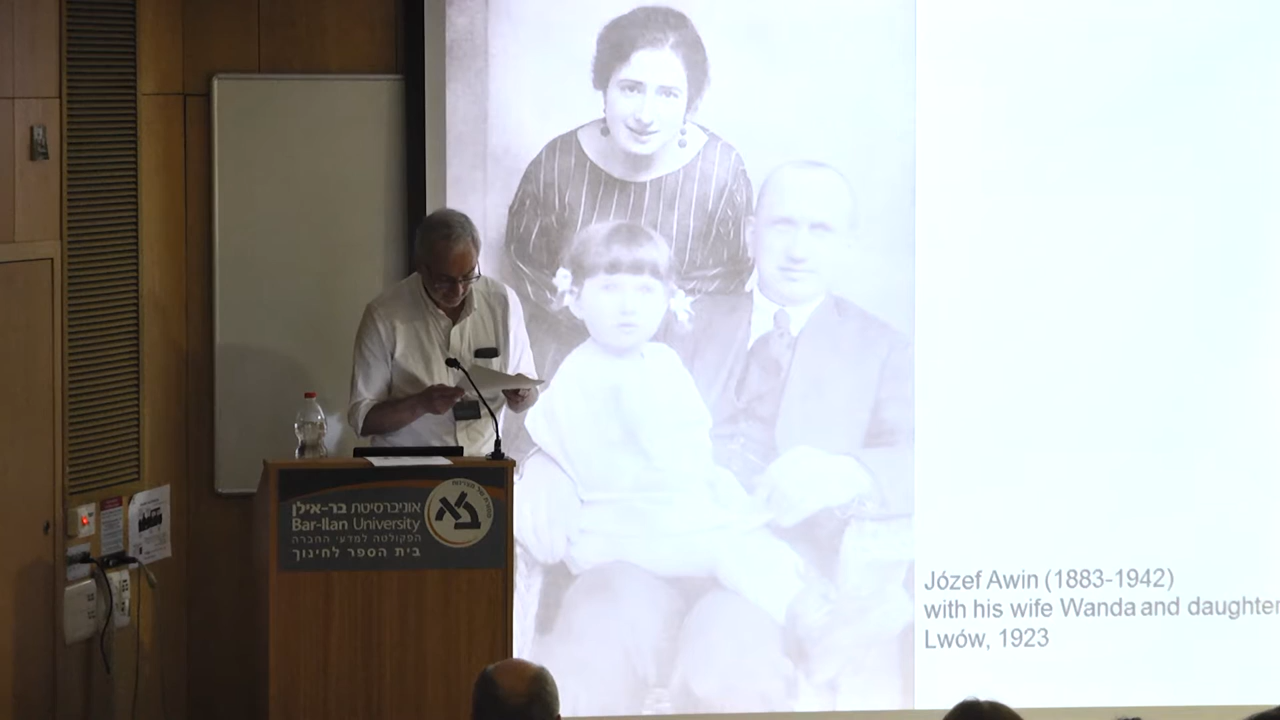 אוניברסיטת בר-אילן
Bar-Ilan University
הפקולטה למדעי החברה
בית הספר לחינוך
Józef Awin (1883-1942)
with his wife Wanda and daughter
Lwów, 1923